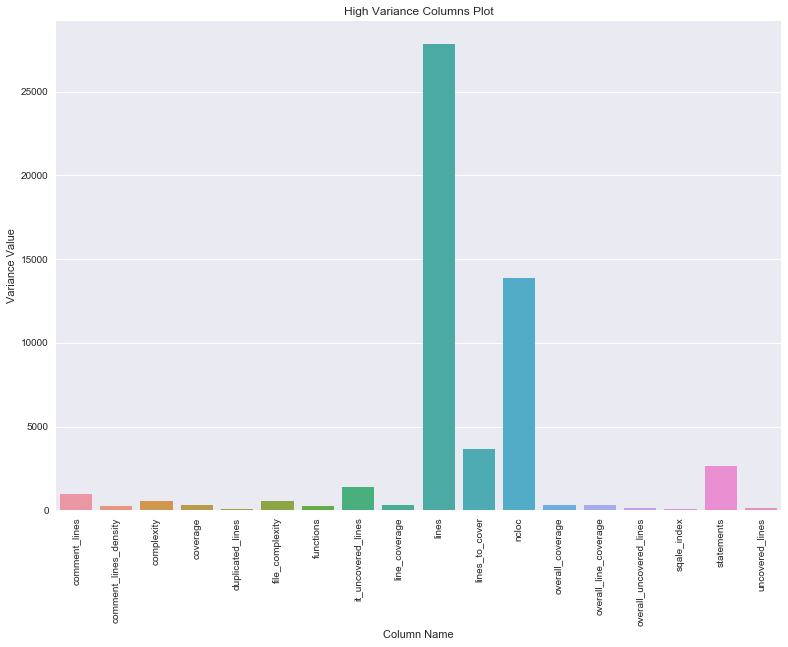 High Variance Columns Plot
Variance Value
25000
20000
15000
10000
5000
0
comment_lines
comment_lines_density
complexity
coverage
duplicated_lines
file_complexity
functions
it_uncovered_lines
line_coverage
lines
lines_to_cover
ncloc
overall_coverage
overall_line_coverage
overall_uncovered_lines
sqale_index
statements
uncovered_lines
Column Name